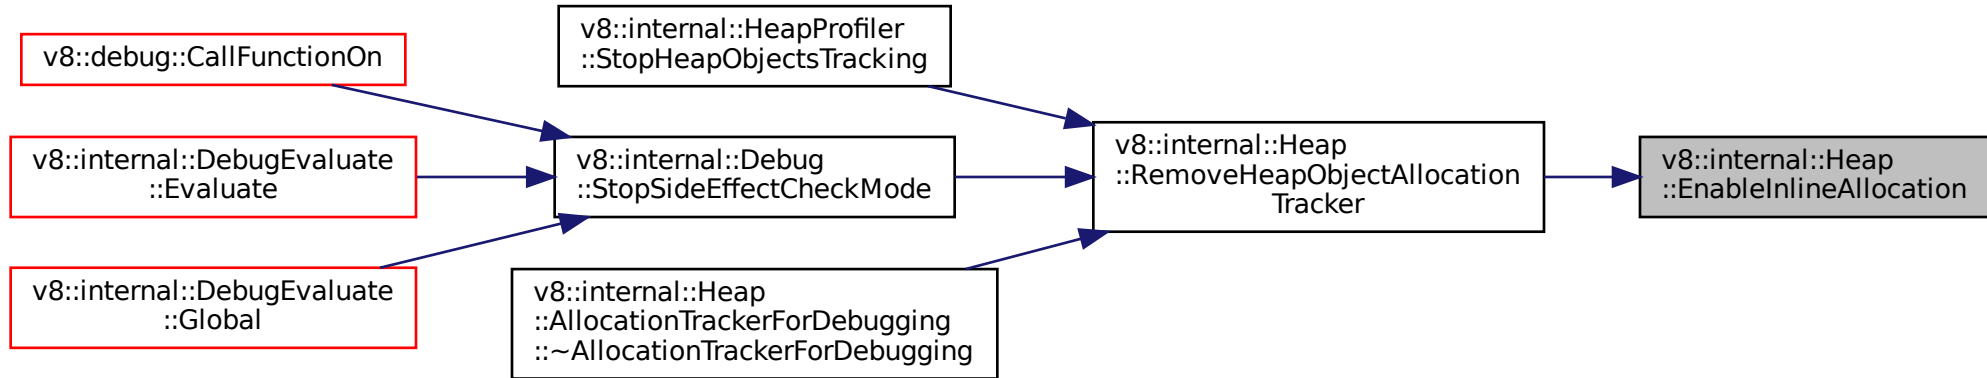 v8::debug::CallFunctionOn
v8::internal::DebugEvaluate
::Evaluate
v8::internal::DebugEvaluate
::Global
v8::internal::HeapProfiler
::StopHeapObjectsTracking
v8::internal::Debug
::StopSideEffectCheckMode
v8::internal::Heap
::AllocationTrackerForDebugging
::~AllocationTrackerForDebugging
v8::internal::Heap
::RemoveHeapObjectAllocation
Tracker
v8::internal::Heap
::EnableInlineAllocation